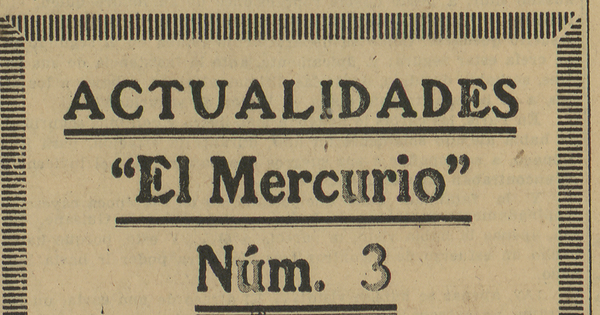 ACTUALIDADES
“El Mercurio”
Núm. 3